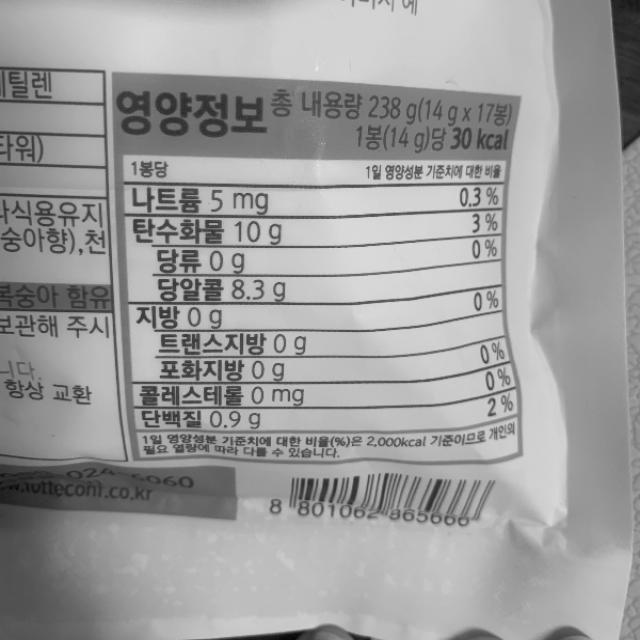 틸렌
타워)
식용유지
숭아향),천
복숭아 함유
보관해 주시
니다.
항상 교환
영양정보
총 내용량 238 g(14 g x 17봉)
1봉(14 g)당 30 kcal
1봉당 1일 영양성분 기준치에 대한 비율
나트륨 5 mg 0.3 %
탄수화물 10 g 3 %
당류 0 g 0 %
당알콜 8.3 g
지방 0 g 0 %
트랜스지방 0 g
포화지방 0 g 0 %
콜레스테롤 0 mg 0 %
단백질 0.9 g 2 %
1일 영양성분 기준치에 대한 비율(%)은 2,000kcal 기준이므로 개인의
필요 열량에 따라 다를 수 있습니다.
.lotteconf.co.kr
8 801062 865666